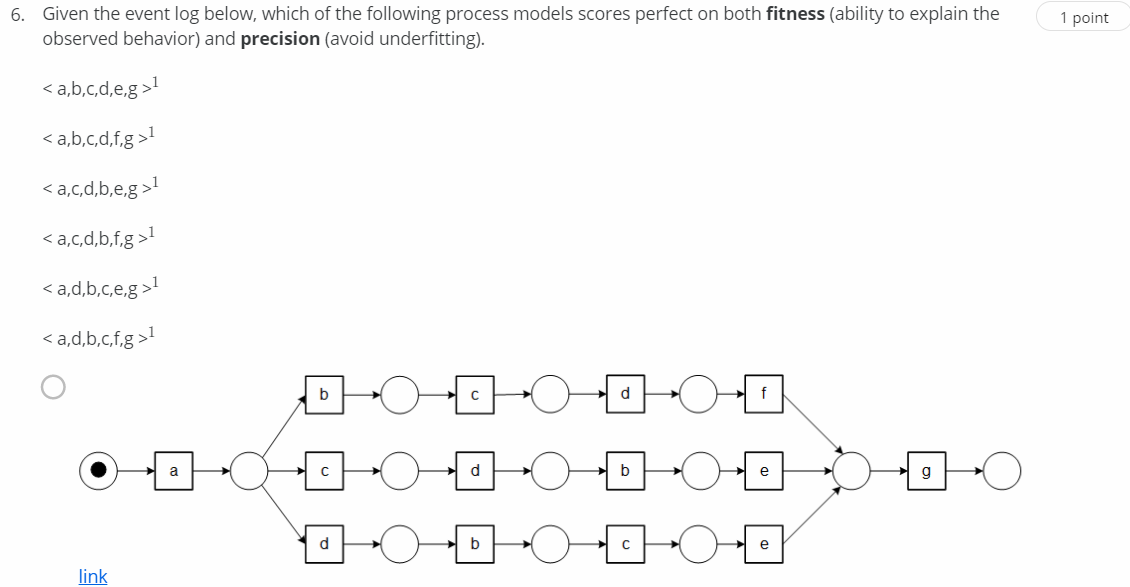 6. Given the event log below, which of the following process models scores perfect on both fitness (ability to explain the
1 point
observed behavior) and precision (avoid underfitting).
< a,b,c,d,e,g >1
< a,b,c,d,f,g >1
< a,c,d,b,e,g >1
< a,c,d,b,f,g >1
< a,d,b,c,e,g >1
< a,d,b,c,f,g >1
b c d f
a c d b e g
d b c e
link